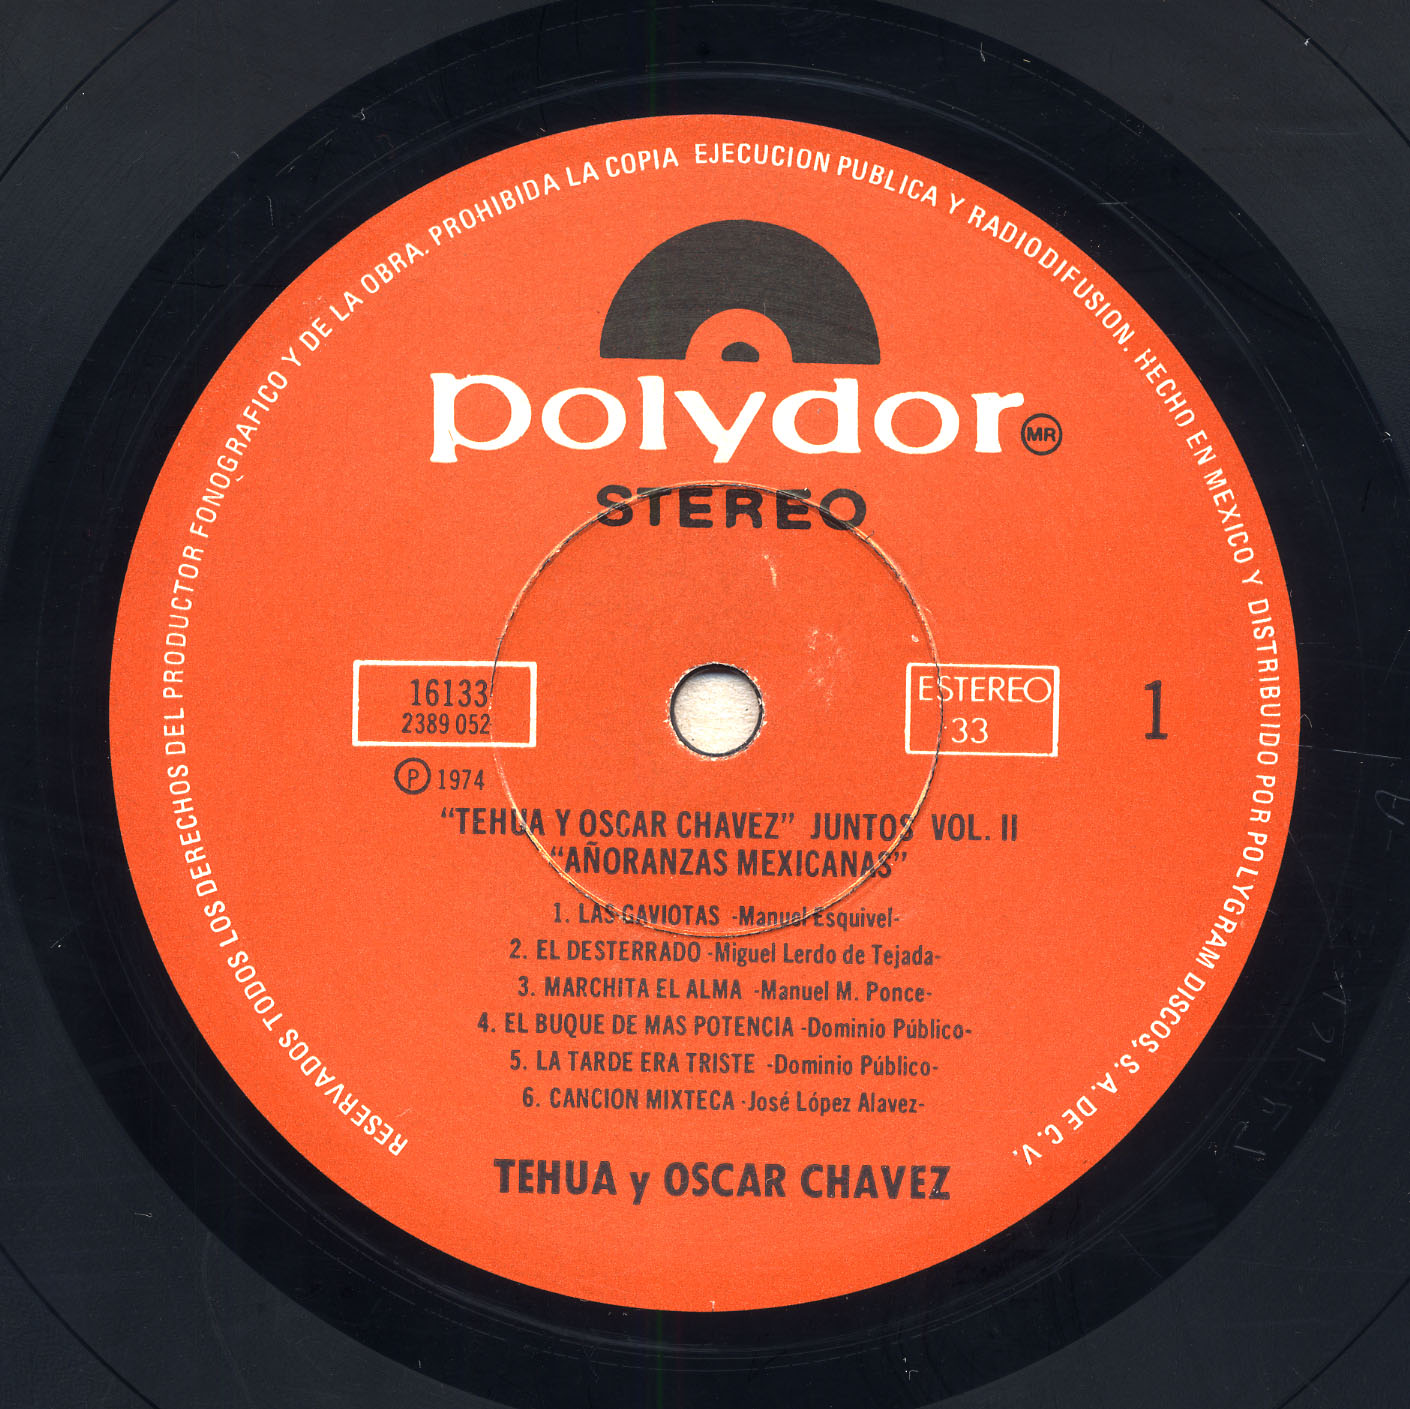 RESERVADOS TODOS LOS DERECHOS DEL PRODUCTOR FONOGRAFICO Y DE LA OBRA. PROHIBIDA LA COPIA EJECUCION PUBLICA Y RADIODIFUSION. HECHO EN MEXICO Y DISTRIBUIDO POR POLYGRAM DISCOS, S. A. DE C. V.
polydor MR
STEREO
16133
2389 052
ESTEREO
33
1
Ⓟ 1974
"TEHUA Y OSCAR CHAVEZ" JUNTOS VOL. II
"AÑORANZAS MEXICANAS"
1. LAS GAVIOTAS -Manuel Esquivel-
2. EL DESTERRADO -Miguel Lerdo de Tejada-
3. MARCHITA EL ALMA -Manuel M. Ponce-
4. EL BUQUE DE MAS POTENCIA -Dominio Público-
5. LA TARDE ERA TRISTE -Dominio Público-
6. CANCION MIXTECA -José López Alavez-
TEHUA y OSCAR CHAVEZ